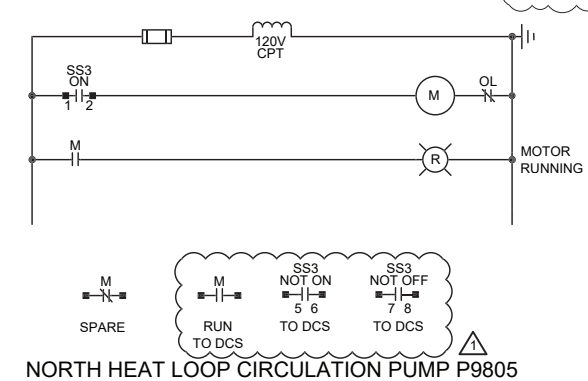 120V
CPT
SS3
ON
1 2
M
OL
M
R
MOTOR
RUNNING
M
SPARE
M
RUN
TO DCS
SS3
NOT ON
5 6
TO DCS
SS3
NOT OFF
7 8
TO DCS
1
NORTH HEAT LOOP CIRCULATION PUMP P9805